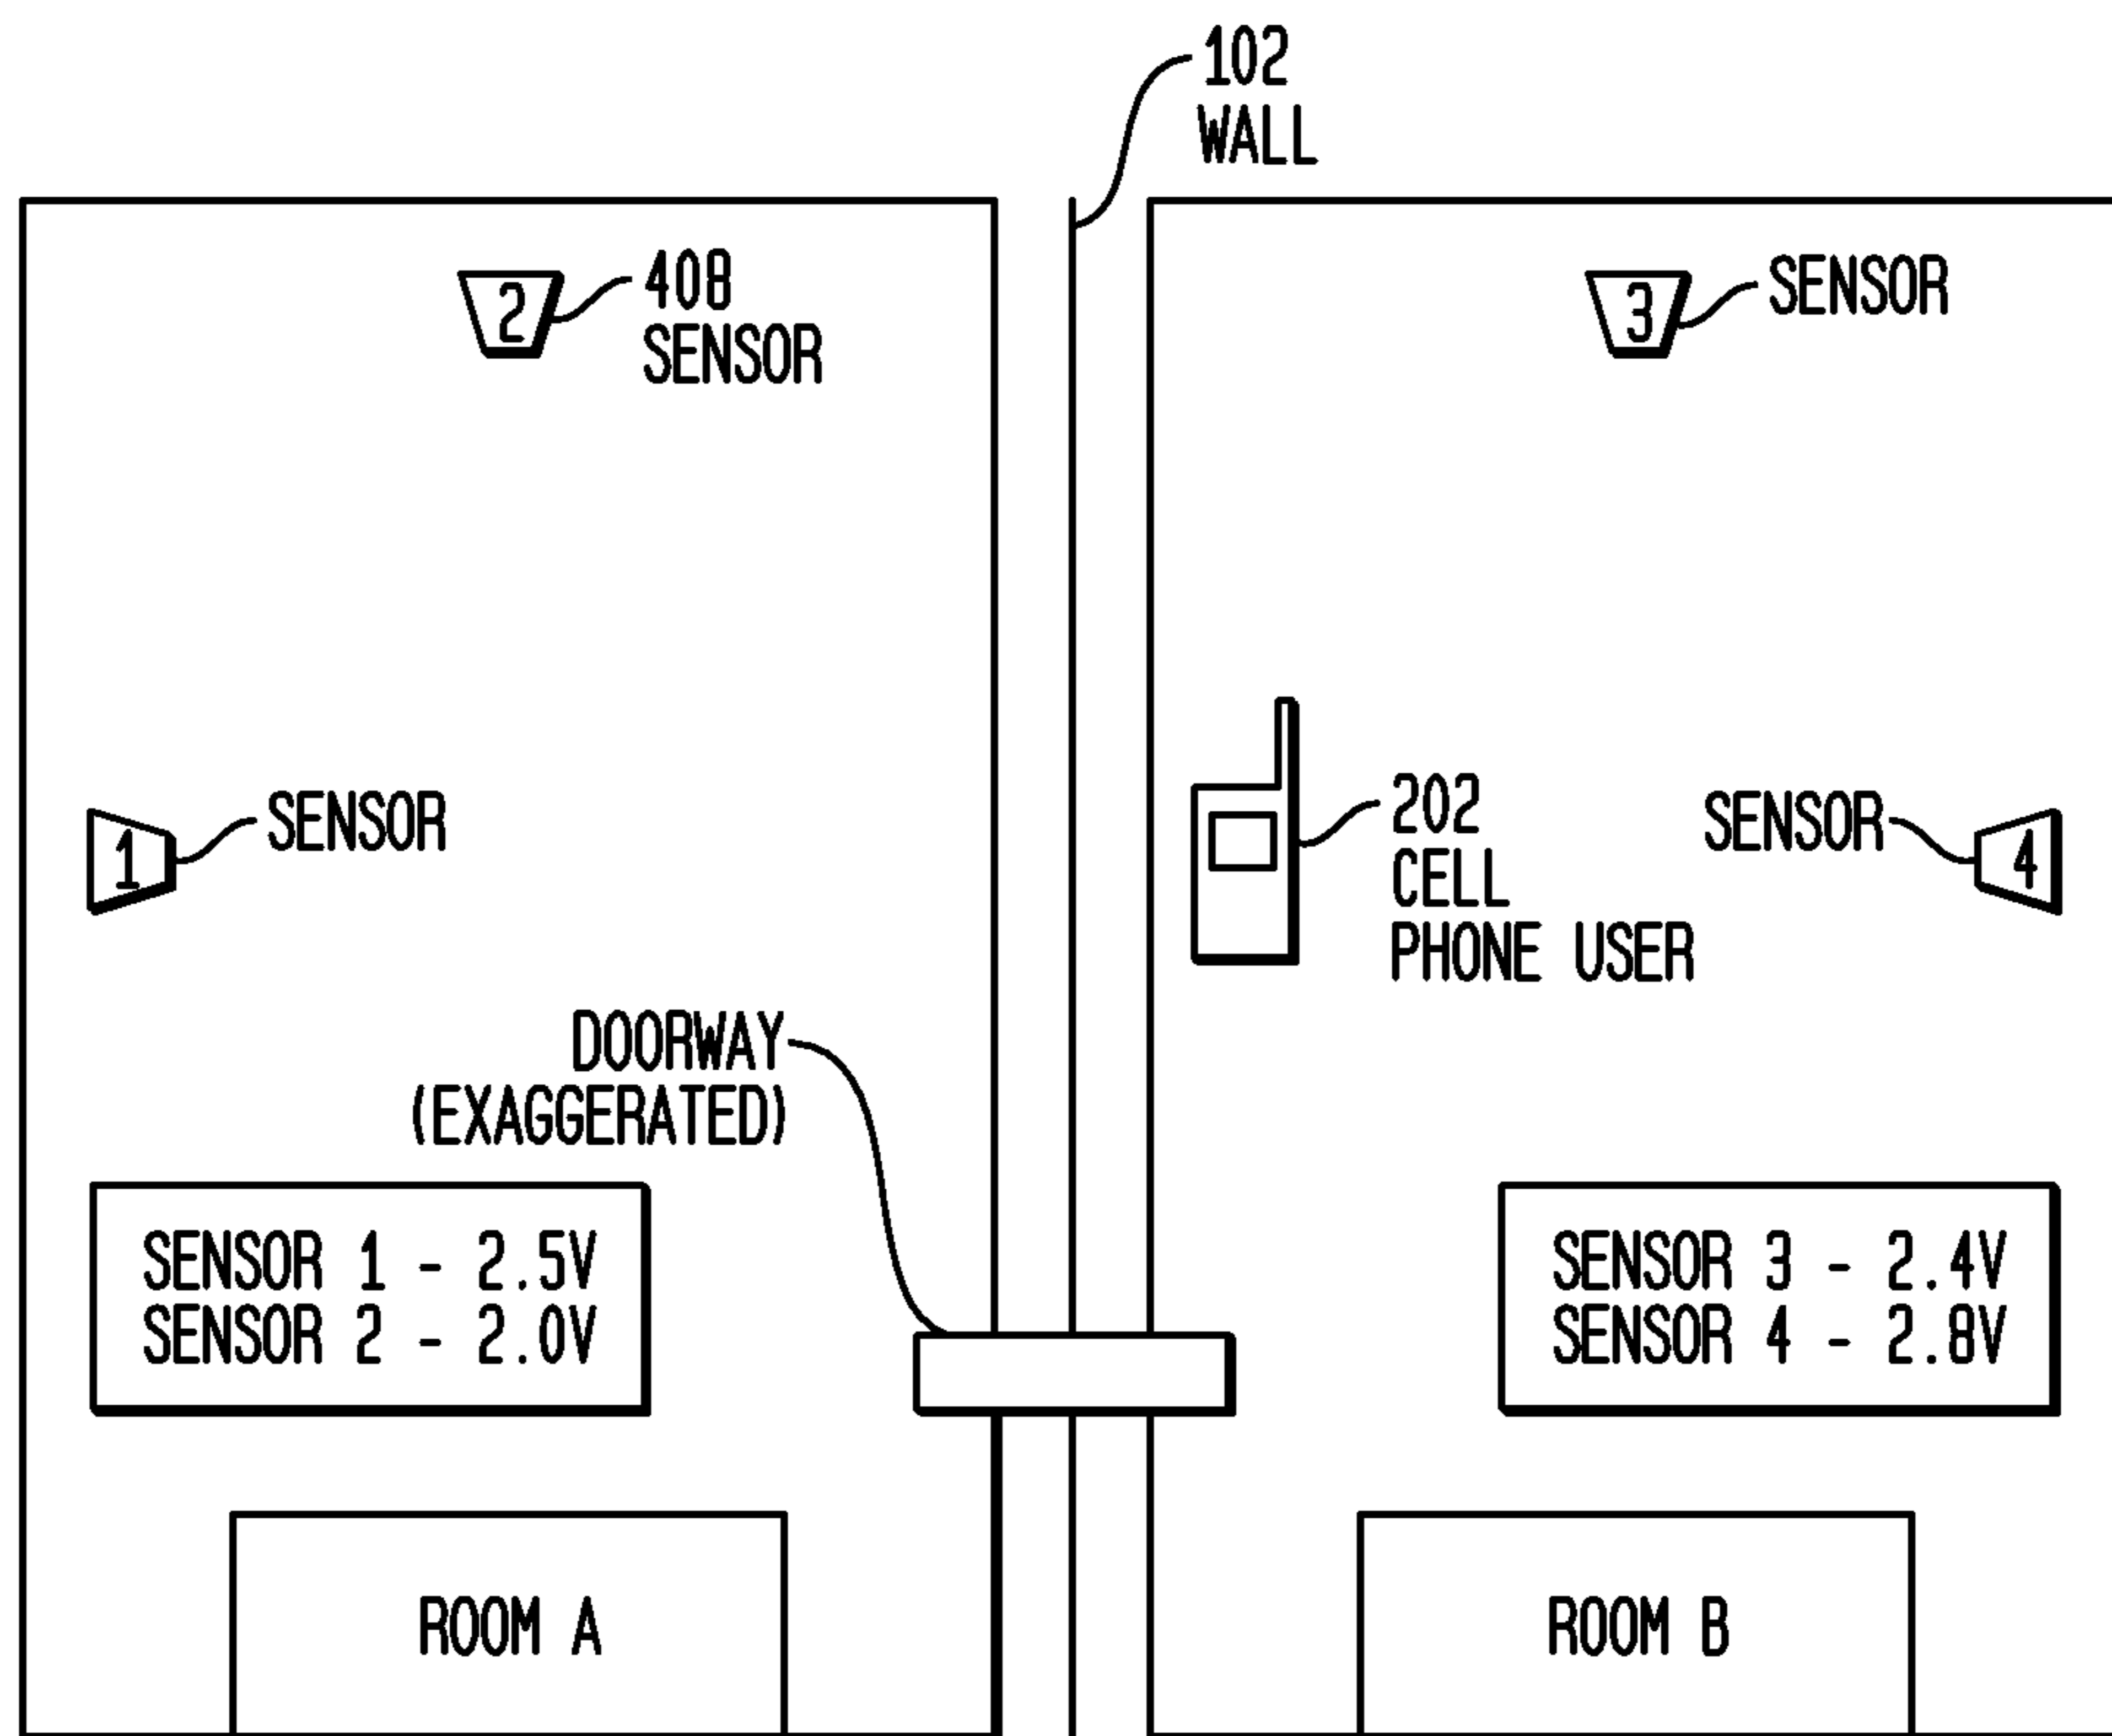 102
WALL
2
408
SENSOR
3
SENSOR
1
SENSOR
202
CELL
PHONE USER
SENSOR
4
DOORWAY
(EXAGGERATED)
SENSOR 1 - 2.5V
SENSOR 2 - 2.0V
SENSOR 3 - 2.4V
SENSOR 4 - 2.8V
ROOM A
ROOM B